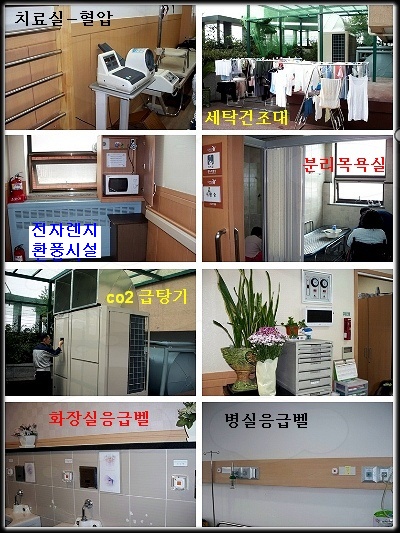 치료실-혈압
세탁건조대
전자렌지
환풍시설
분리목욕실
co2 급탕기
화장실응급벨
병실응급벨